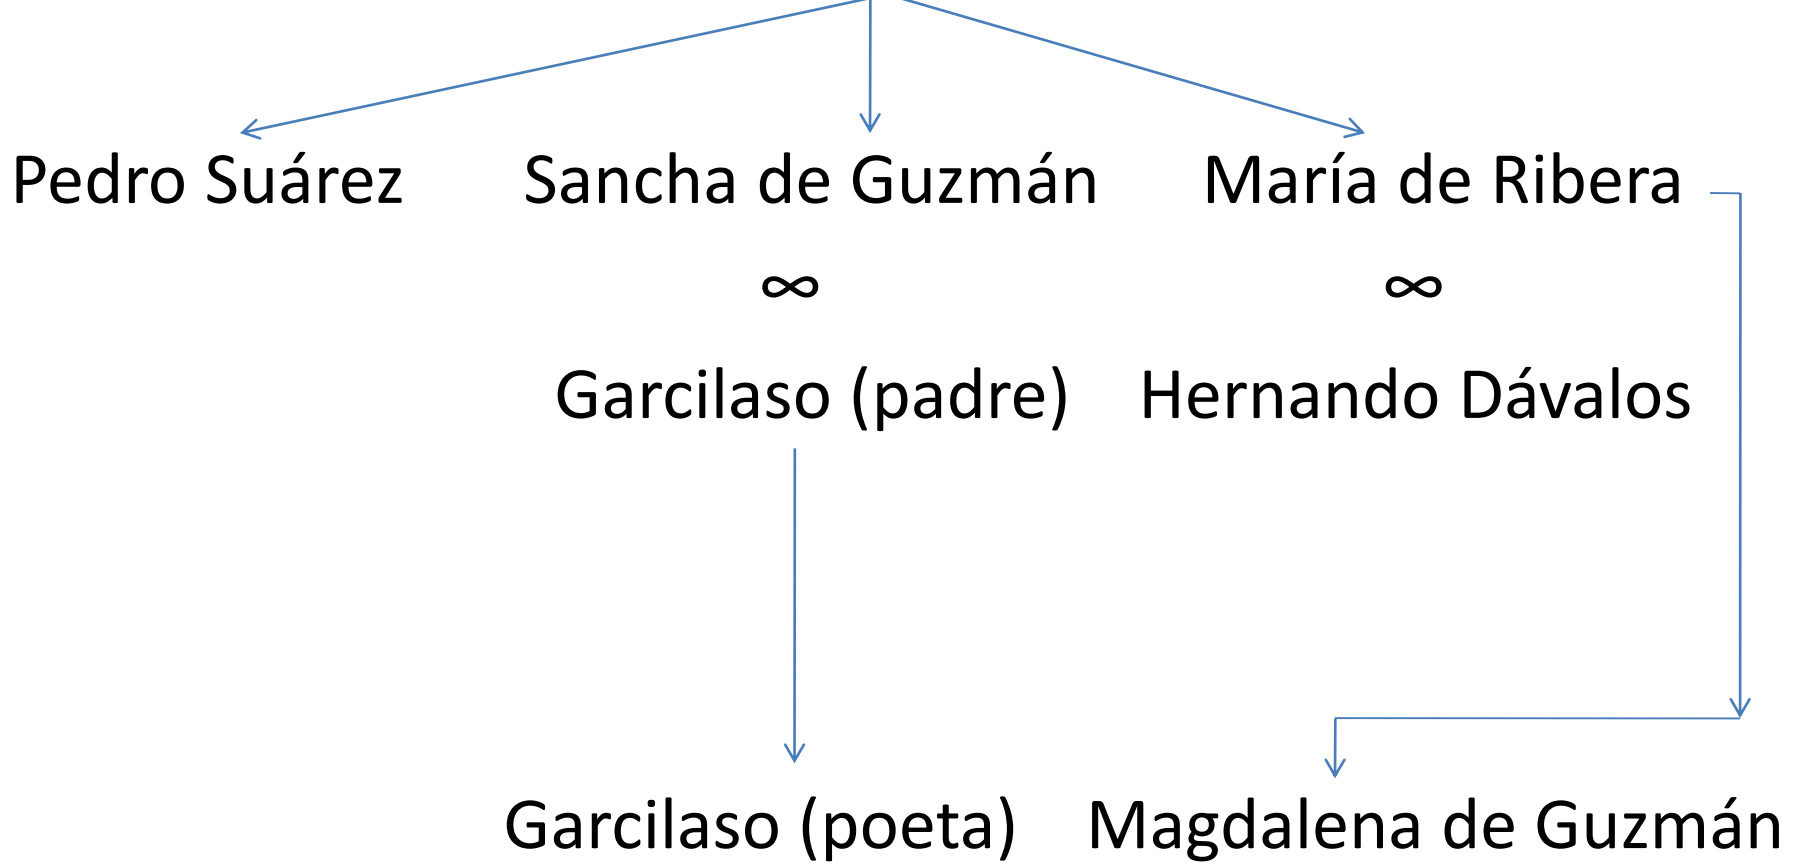 Pedro Suárez Sancha de Guzmán María de Ribera
∞ ∞
Garcilaso (padre) Hernando Dávalos
Garcilaso (poeta) Magdalena de Guzmán